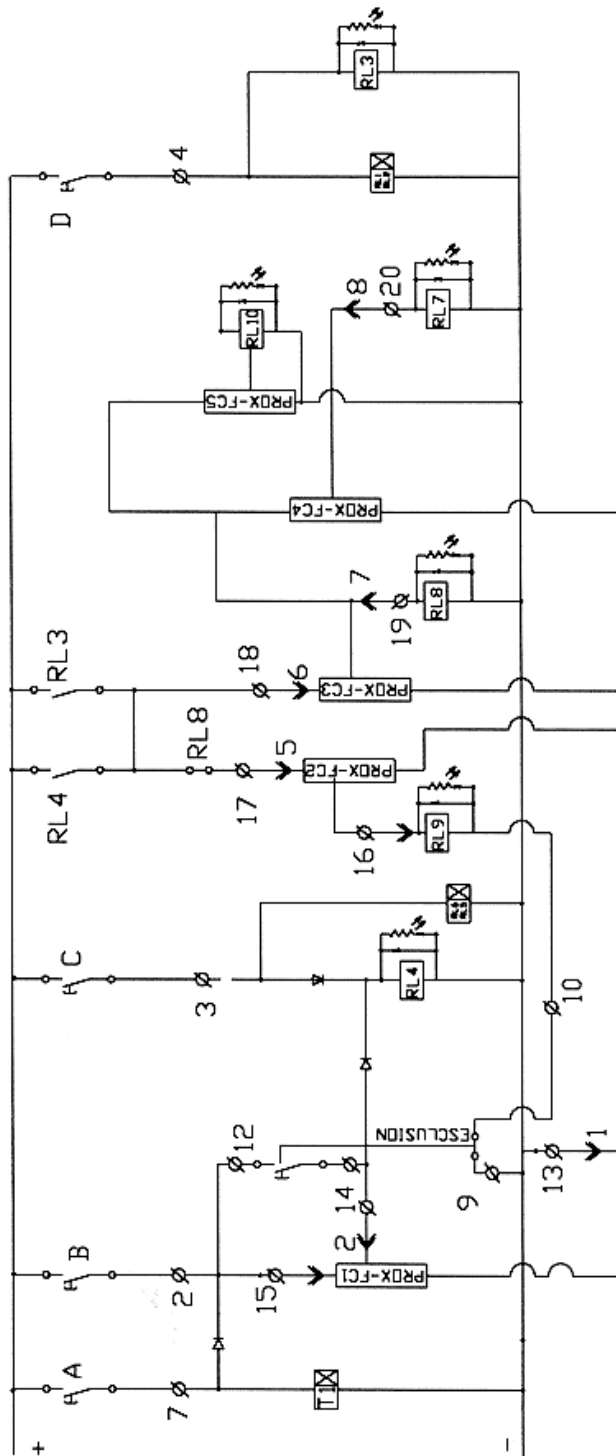 RL3
4
D
RL10
8
20
RL7
PROX-FC5
PROX-FC4
7
19
RL8
RL3
18
6
PROX-FC3
RL4
RL8
17
5
PROX-FC2
16
RL9
C
3
RL4
10
12
ESCLUSION
14
2
9
13
1
B
2
15
PROX-FC1
A
7
T1
+
-